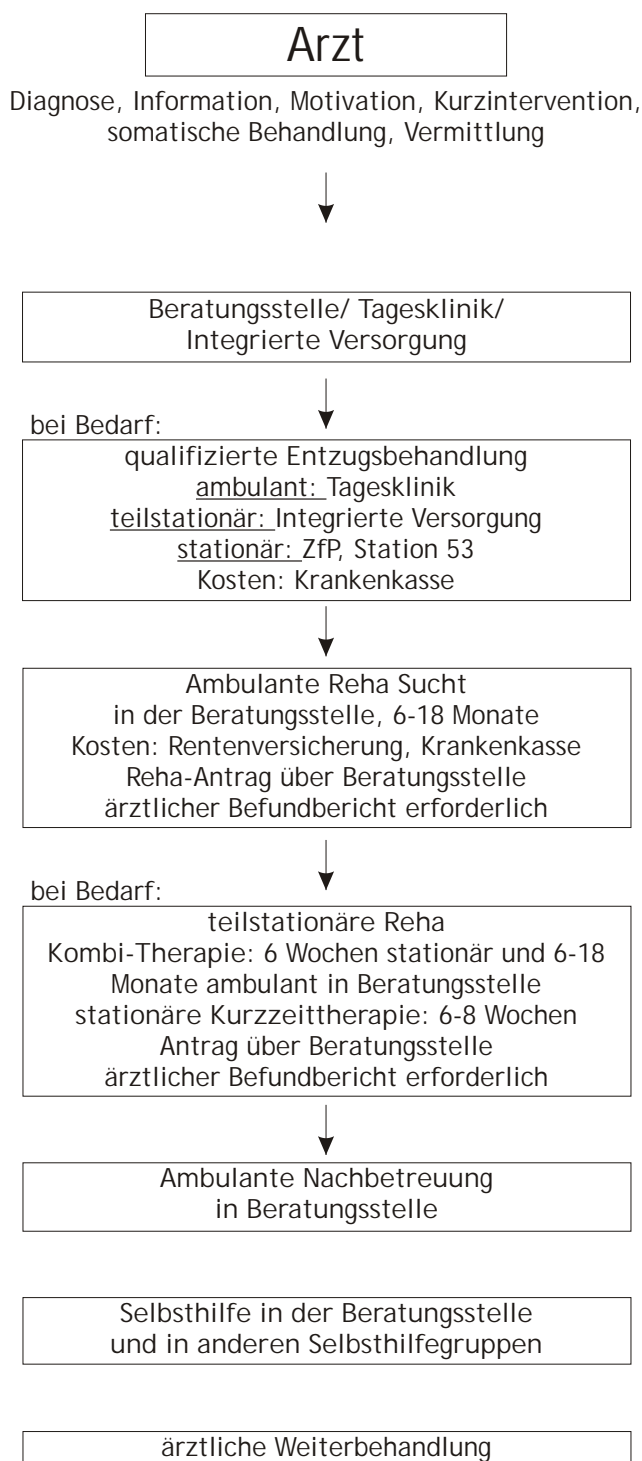 Arzt
Diagnose, Information, Motivation, Kurzintervention,
somatische Behandlung, Vermittlung
Beratungsstelle/ Tagesklinik/
Integrierte Versorgung
bei Bedarf:
qualifizierte Entzugsbehandlung
ambulant: Tagesklinik
teilstationär: Integrierte Versorgung
stationär: ZfP, Station 53
Kosten: Krankenkasse
Ambulante Reha Sucht
in der Beratungsstelle, 6-18 Monate
Kosten: Rentenversicherung, Krankenkasse
Reha-Antrag über Beratungsstelle
ärztlicher Befundbericht erforderlich
bei Bedarf:
teilstationäre Reha
Kombi-Therapie: 6 Wochen stationär und 6-18
Monate ambulant in Beratungsstelle
stationäre Kurzzeittherapie: 6-8 Wochen
Antrag über Beratungsstelle
ärztlicher Befundbericht erforderlich
Ambulante Nachbetreuung
in Beratungsstelle
Selbsthilfe in der Beratungsstelle
und in anderen Selbsthilfegruppen
ärztliche Weiterbehandlung